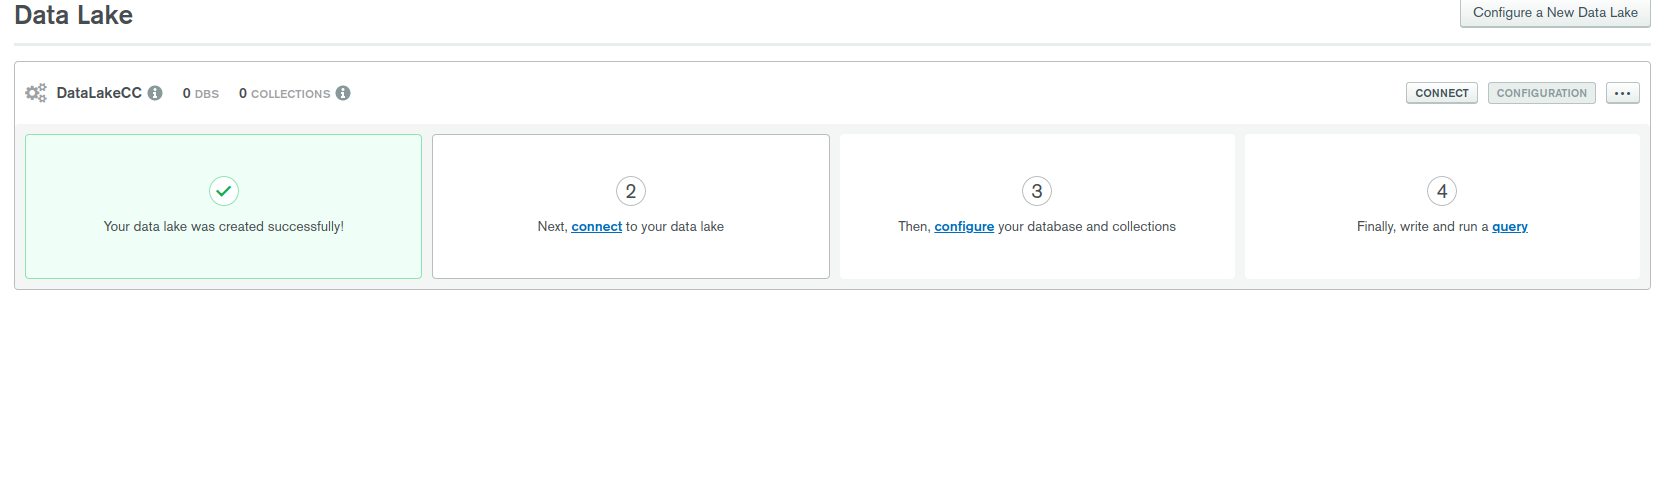 Data Lake
Configure a New Data Lake
DataLakeCC 0 DBS 0 COLLECTIONS
CONNECT CONFIGURATION ...
Your data lake was created successfully!
2
Next, connect to your data lake
3
Then, configure your database and collections
4
Finally, write and run a query